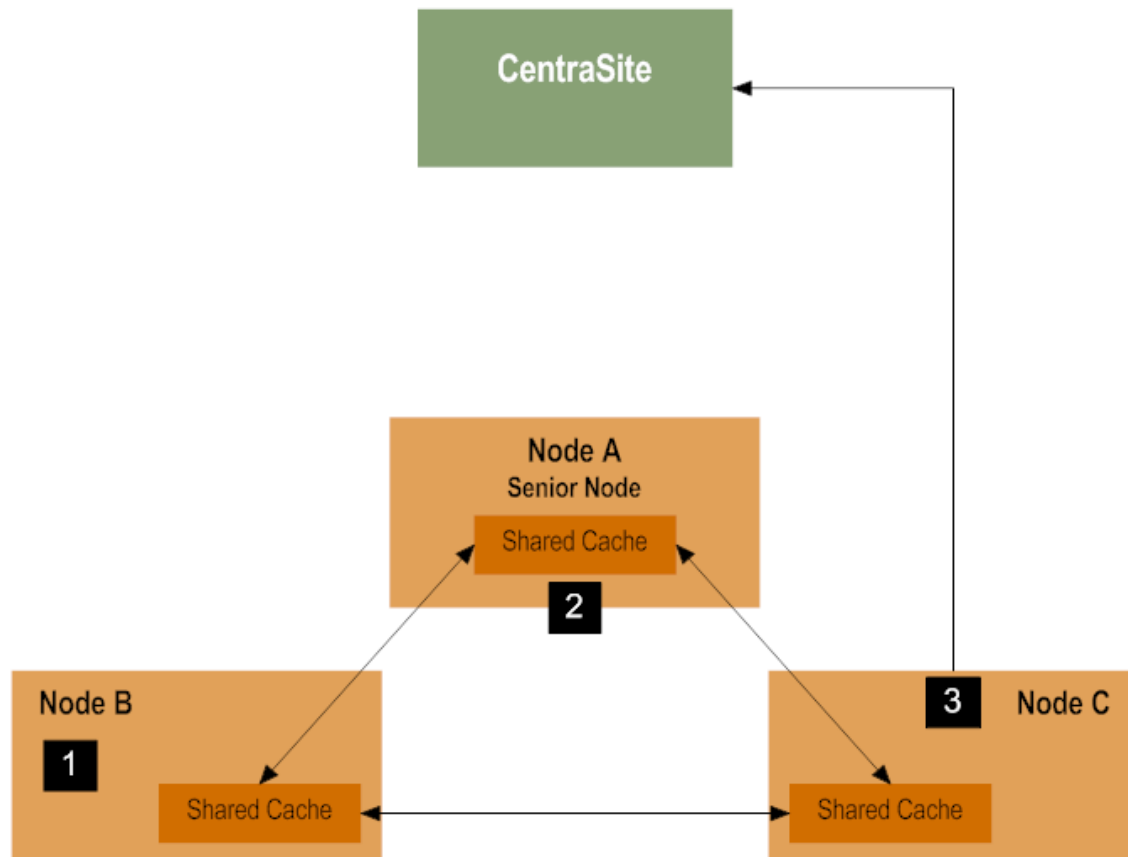 CentraSite
Node A
Senior Node
Shared Cache
2
Node B
1
Shared Cache
3
Node C
Shared Cache